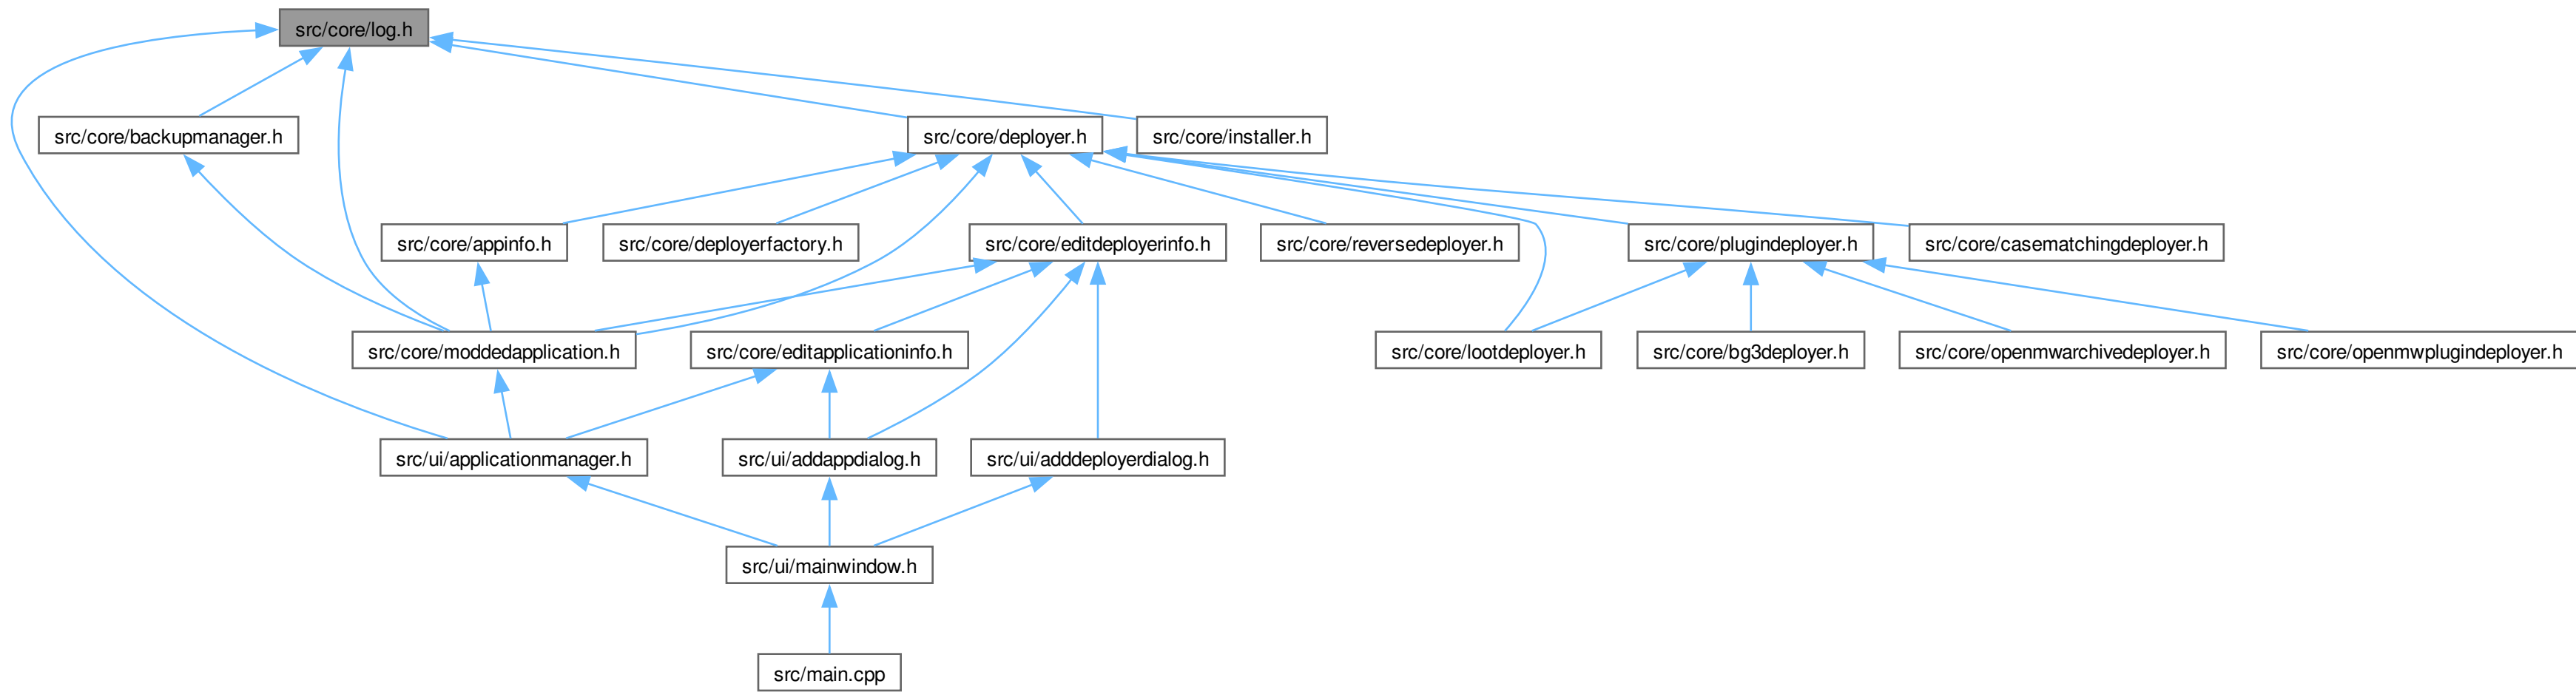 src/core/log.h
src/core/backupmanager.h
src/core/deployer.h
src/core/installer.h
src/core/appinfo.h
src/core/deployerfactory.h
src/core/editdeployerinfo.h
src/core/reversedeployer.h
src/core/plugindeployer.h
src/core/casematchingdeployer.h
src/core/moddedapplication.h
src/core/editapplicationinfo.h
src/core/lootdeployer.h
src/core/bg3deployer.h
src/core/openmwarchivedeployer.h
src/core/openmwplugindeployer.h
src/ui/applicationmanager.h
src/ui/addappdialog.h
src/ui/adddeployerdialog.h
src/ui/mainwindow.h
src/main.cpp